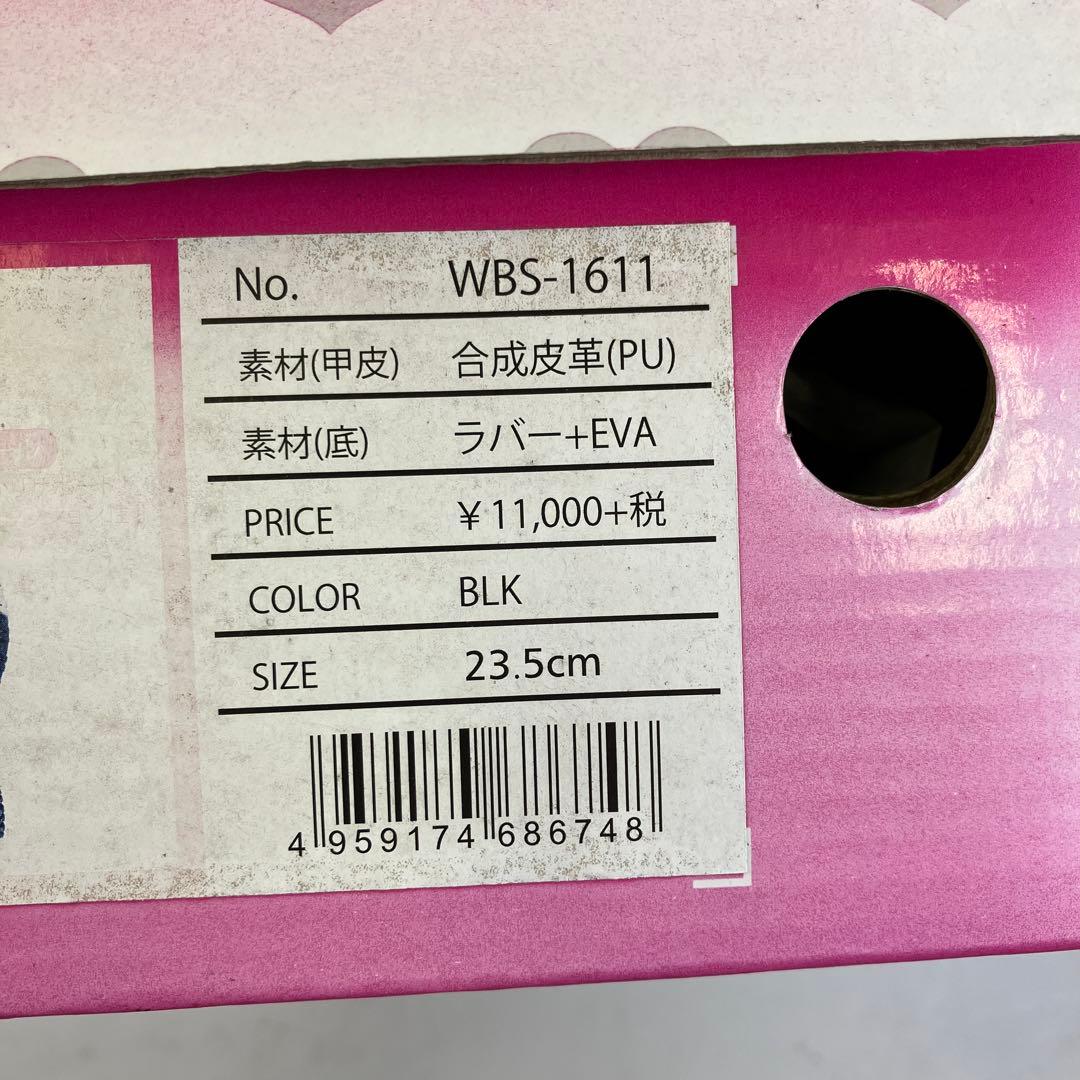 No. WBS-1611
素材(甲皮) 合成皮革(PU)
素材(底) ラバー+EVA
PRICE ¥11,000+税
COLOR BLK
SIZE 23.5cm
4 959174 686748